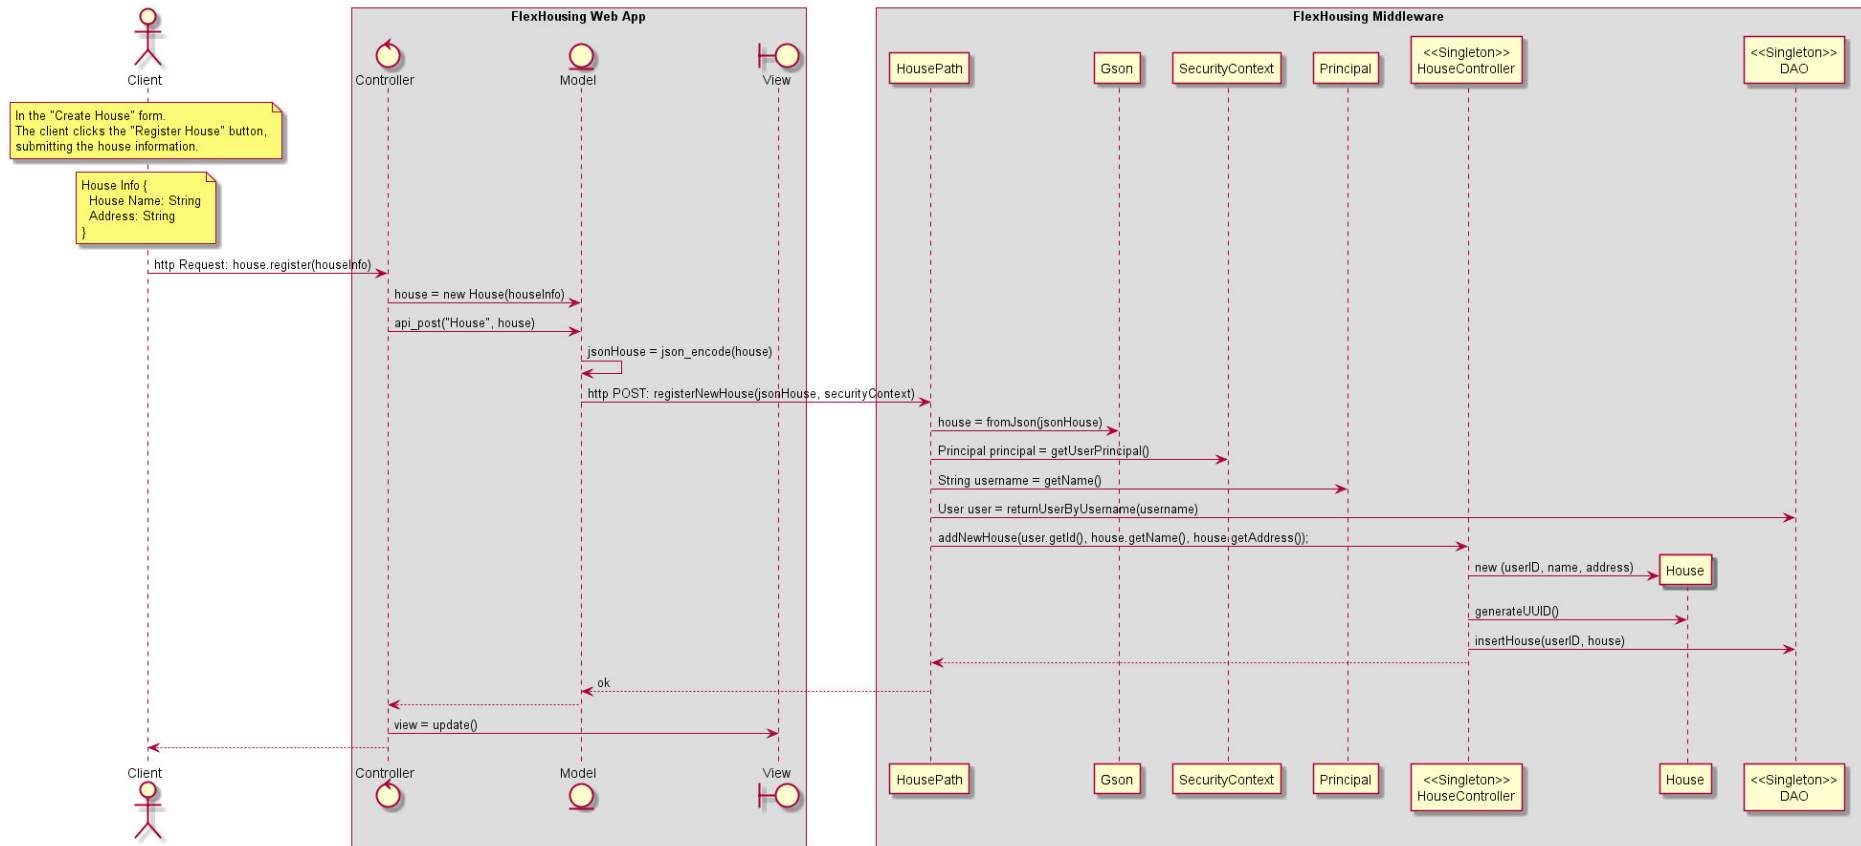 FlexHousing Web App
FlexHousing Middleware
Client
Controller
Model
View
HousePath
Gson
SecurityContext
Principal
<<Singleton>>
HouseController
<<Singleton>>
DAO
In the "Create House" form.
The client clicks the "Register House" button,
submitting the house information.
House Info {
House Name: String
Address: String
}
http Request: house.register(houseInfo)
house = new House(houseInfo)
api_post("House", house)
jsonHouse = json_encode(house)
http POST: registerNewHouse(jsonHouse, securityContext)
house = fromJson(jsonHouse)
Principal principal = getUserPrincipal()
String username = getName()
User user = returnUserByUsername(username)
addNewHouse(user.getId(), house.getName(), house.getAddress());
new (userID, name, address)
House
generateUUID()
insertHouse(userID, house)
ok
view = update()
Client
Controller
Model
View
HousePath
Gson
SecurityContext
Principal
<<Singleton>>
HouseController
House
<<Singleton>>
DAO